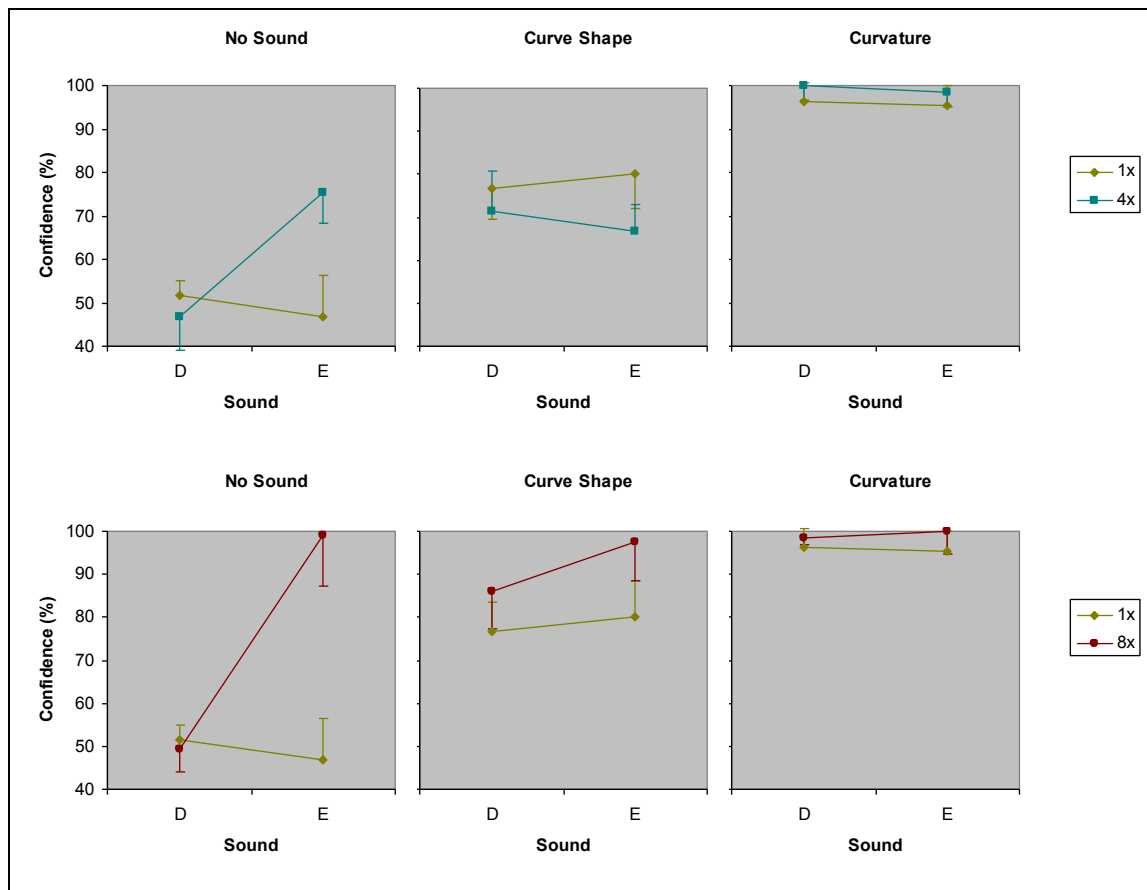 No Sound Curve Shape Curvature
100
90
80
70
60
50
40
Confidence (%)
D E D E D E
Sound Sound Sound
1x
4x
No Sound Curve Shape Curvature
100
90
80
70
60
50
40
Confidence (%)
D E D E D E
Sound Sound Sound
1x
8x